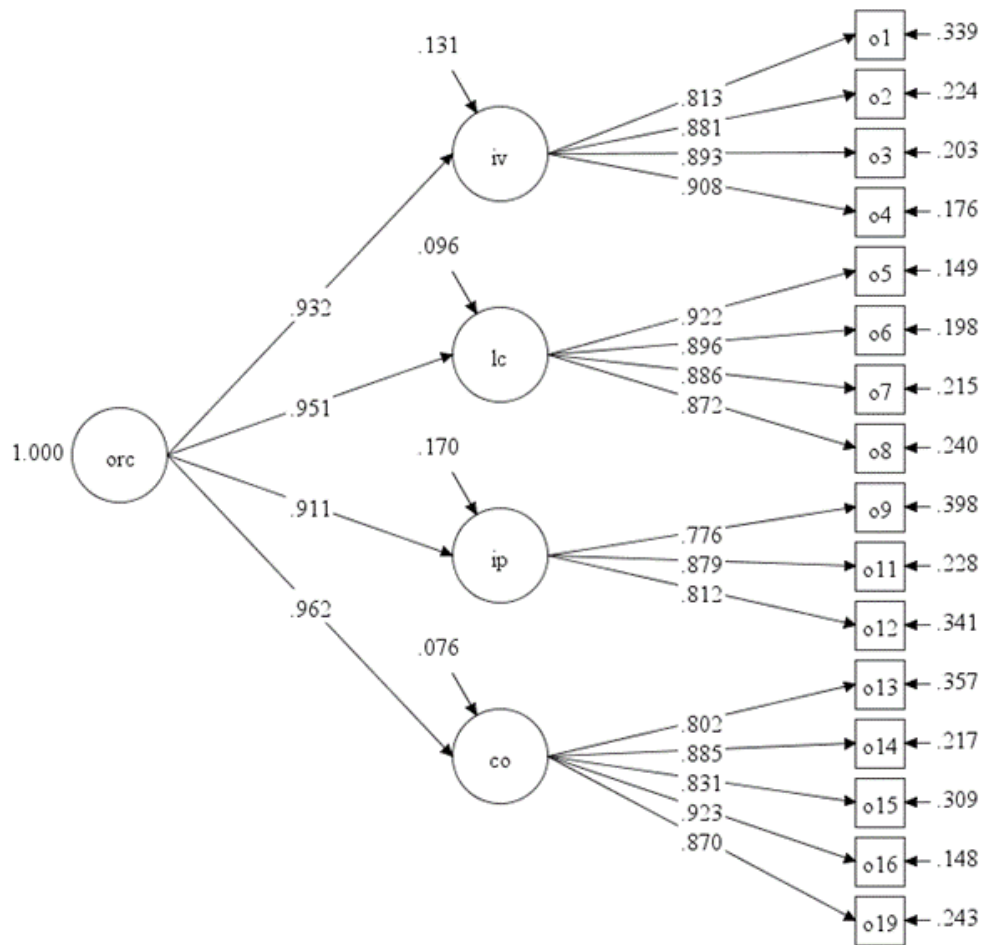 .131
iv
.813
.881
.893
.908
o1
.339
o2
.224
o3
.203
o4
.176
.932
.096
lc
.922
.896
.886
.872
o5
.149
o6
.198
o7
.215
o8
.240
.951
1.000
orc
.911
.170
ip
.776
.879
.812
o9
.398
o11
.228
o12
.341
.962
.076
co
.802
.885
.831
.923
.870
o13
.357
o14
.217
o15
.309
o16
.148
o19
.243